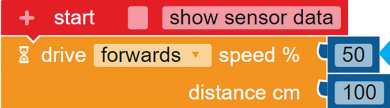 + start show sensor data
drive forwards speed % 50
distance cm 100